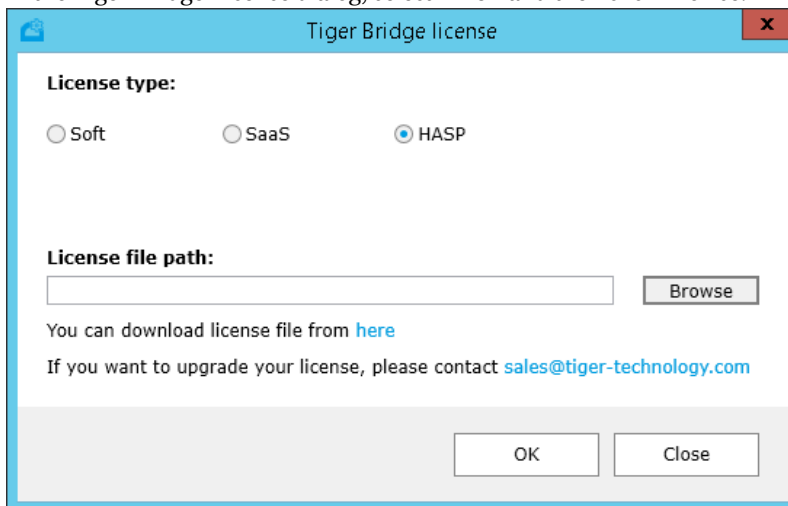 Tiger Bridge license
x
License type:
Soft SaaS HASP
License file path:
Browse
You can download license file from here
If you want to upgrade your license, please contact sales@tiger-technology.com
OK Close